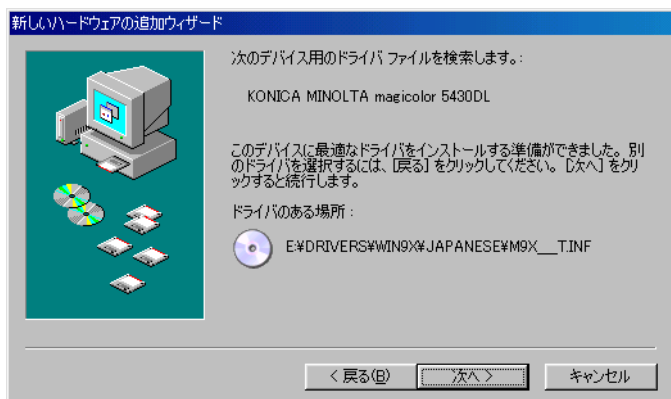 新しいハードウェアの追加ウィザード
次のデバイス用のドライバ ファイルを検索します。:
KONICA MINOLTA magicolor 5430DL
このデバイスに最適なドライバをインストールする準備ができました。別
のドライバを選択するには、[戻る] をクリックしてください。[次へ] をクリ
ックすると続行します。
ドライバのある場所:
E:¥DRIVERS¥WIN9X¥JAPANESE¥M9X__T.INF
< 戻る(B)
次へ >
キャンセル